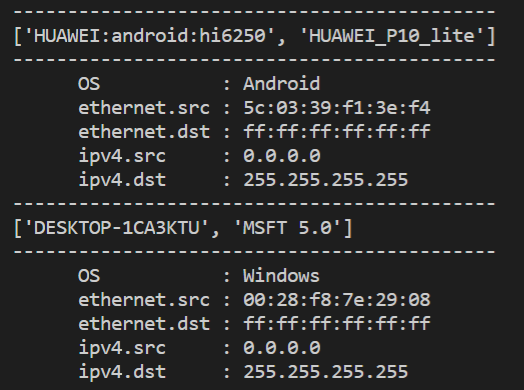 ---------------------------------------------
['HUAWEI:android:hi6250', 'HUAWEI_P10_lite']
---------------------------------------------
      OS           : Android
      ethernet.src : 5c:03:39:f1:3e:f4
      ethernet.dst : ff:ff:ff:ff:ff:ff
      ipv4.src     : 0.0.0.0
      ipv4.dst     : 255.255.255.255
---------------------------------------------
['DESKTOP-1CA3KTU', 'MSFT 5.0']
---------------------------------------------
      OS           : Windows
      ethernet.src : 00:28:f8:7e:29:08
      ethernet.dst : ff:ff:ff:ff:ff:ff
      ipv4.src     : 0.0.0.0
      ipv4.dst     : 255.255.255.255